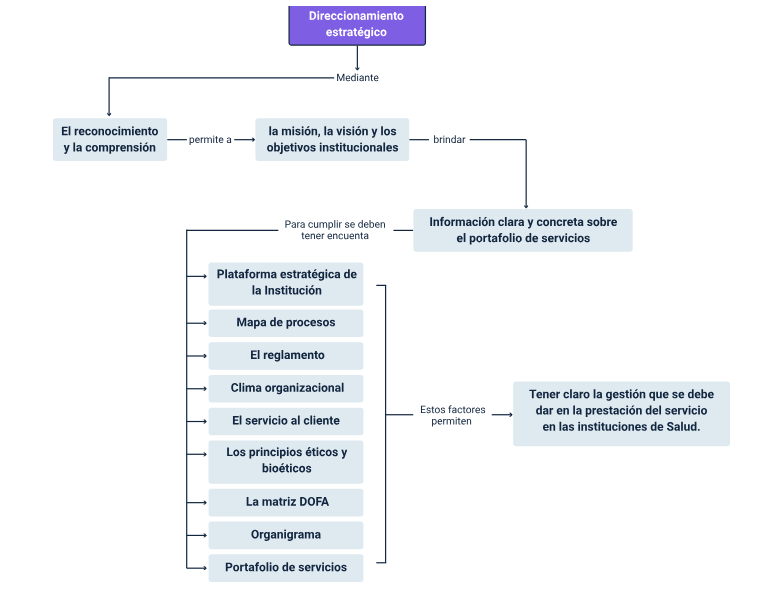 Direccionamiento
estratégico
Mediante
El reconocimiento
y la comprensión
permite a
la misión, la visión y los
objetivos institucionales
brindar
Información clara y concreta sobre
el portafolio de servicios
Para cumplir se deben
tener encuenta
Plataforma estratégica de
la Institución
Mapa de procesos
El reglamento
Clima organizacional
El servicio al cliente
Los principios éticos y
bioéticos
La matriz DOFA
Organigrama
Portafolio de servicios
Estos factores
permiten
Tener claro la gestión que se debe
dar en la prestación del servicio
en las instituciones de Salud.